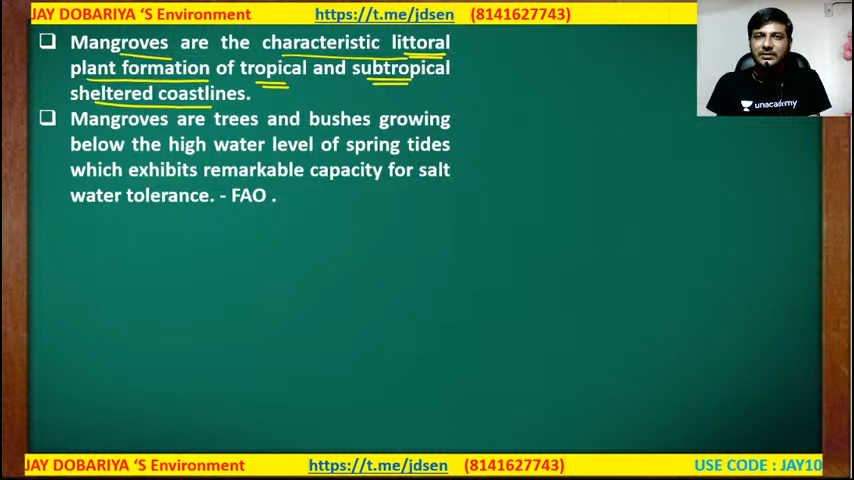 JAY DOBARIYA ‘S Environment https://t.me/jdsen (8141627743)
❑ Mangroves are the characteristic littoral
plant formation of tropical and subtropical
sheltered coastlines.
❑ Mangroves are trees and bushes growing
below the high water level of spring tides
which exhibits remarkable capacity for salt
water tolerance. - FAO .
unacademy
JAY DOBARIYA ‘S Environment https://t.me/jdsen (8141627743) USE CODE : JAY10